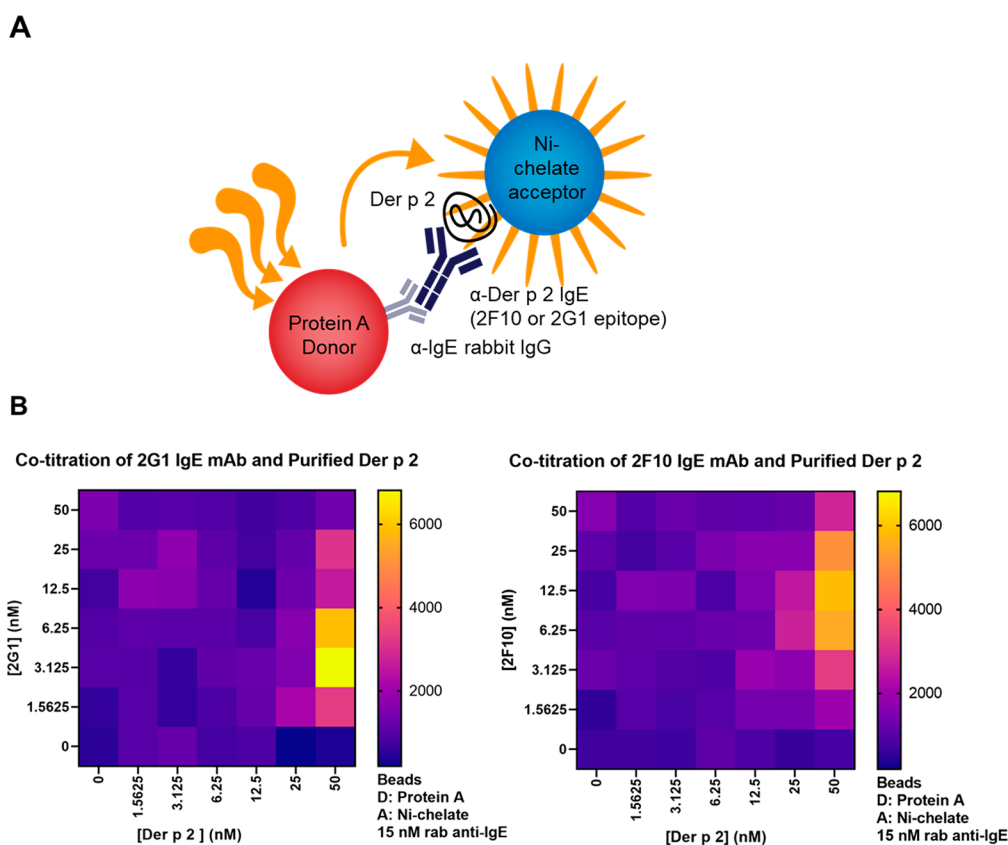 A
Ni-
chelate
acceptor
Der p 2
Protein A
Donor
α-Der p 2 IgE
(2F10 or 2G1 epitope)
α-IgE rabbit IgG
B
Co-titration of 2G1 IgE mAb and Purified Der p 2
[2G1] (nM)
50
25
12.5
6.25
3.125
1.5625
0
0
1.5625
3.125
6.25
12.5
25
50
[Der p 2 ] (nM)
6000
4000
2000
Beads
D: Protein A
A: Ni-chelate
15 nM rab anti-IgE
Co-titration of 2F10 IgE mAb and Purified Der p 2
[2F10] (nM)
50
25
12.5
6.25
3.125
1.5625
0
0
1.5625
3.125
6.25
12.5
25
50
[Der p 2] (nM)
6000
4000
2000
Beads
D: Protein A
A: Ni-chelate
15 nM rab anti-IgE